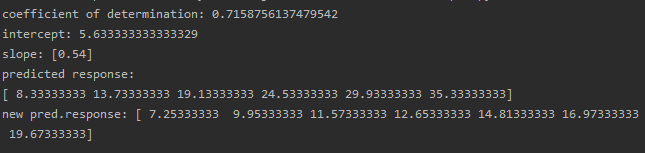 coefficient of determination: 0.7158756137479542
intercept: 5.633333333333329
slope: [0.54]
predicted response:
[ 8.33333333 13.73333333 19.13333333 24.53333333 29.93333333 35.33333333]
new pred.response: [ 7.25333333  9.95333333 11.57333333 12.65333333 14.81333333 16.97333333
 19.67333333]